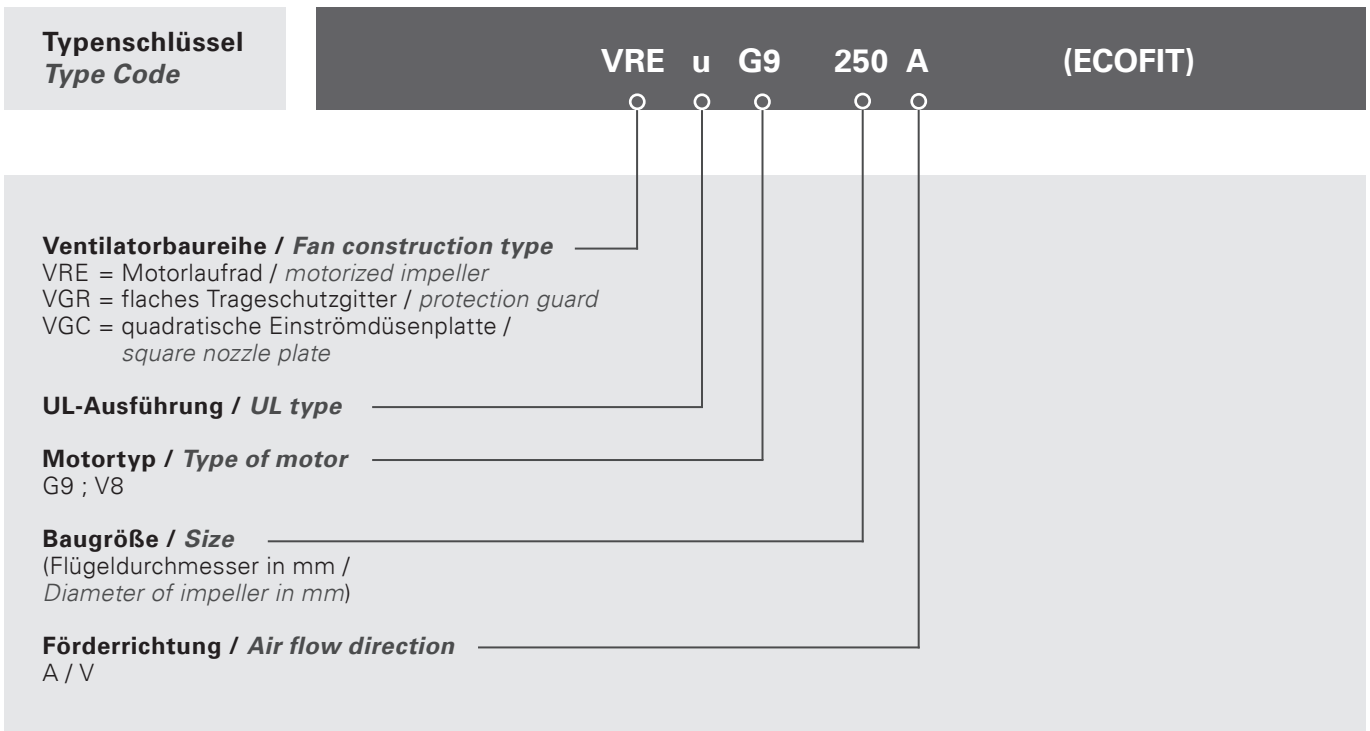 Typenschlüssel
Type Code
VRE u G9 250 A (ECOFIT)
Ventilatorbaureihe / Fan construction type
VRE = Motorlaufrad / motorized impeller
VGR = flaches Trageschutzgitter / protection guard
VGC = quadratische Einströmdüsenplatte /
square nozzle plate
UL-Ausführung / UL type
Motortyp / Type of motor
G9 ; V8
Baugröße / Size
(Flügeldurchmesser in mm /
Diameter of impeller in mm)
Förderrichtung / Air flow direction
A / V